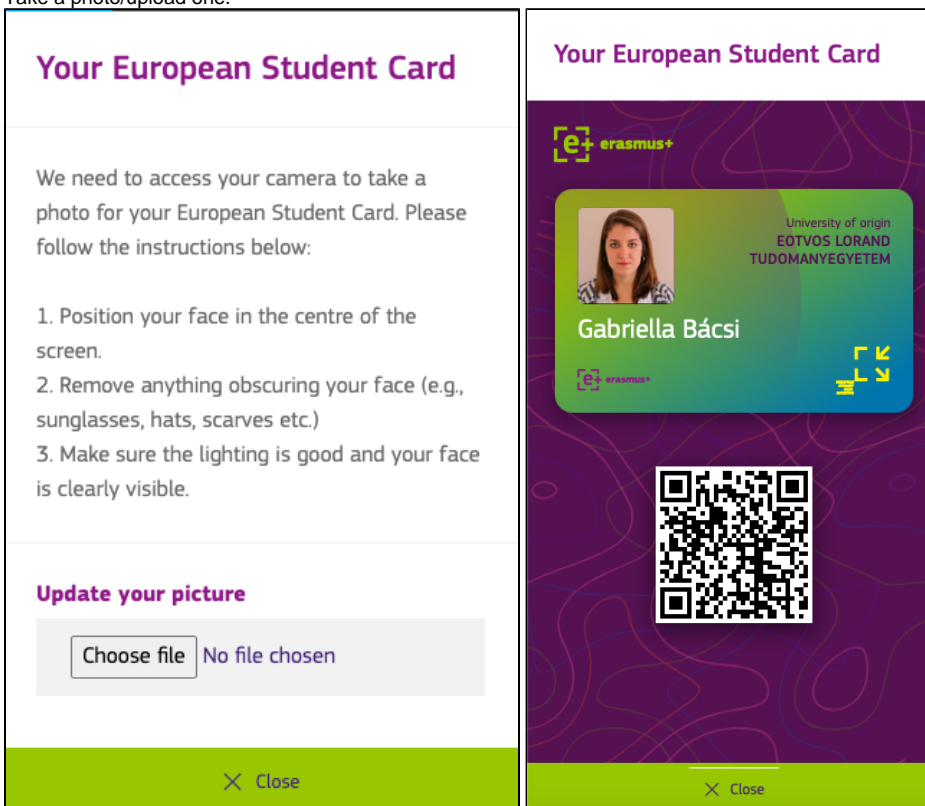 Take a photo/upload one.
Your European Student Card
We need to access your camera to take a
photo for your European Student Card. Please
follow the instructions below:
1. Position your face in the centre of the
screen.
2. Remove anything obscuring your face (e.g.,
sunglasses, hats, scarves etc.)
3. Make sure the lighting is good and your face
is clearly visible.
Update your picture
Choose file No file chosen
Close
Your European Student Card
e+ erasmus+
University of origin
EOTVOS LORAND
TUDOMANYEGYETEM
Gabriella Bácsi
e+ erasmus+
Close